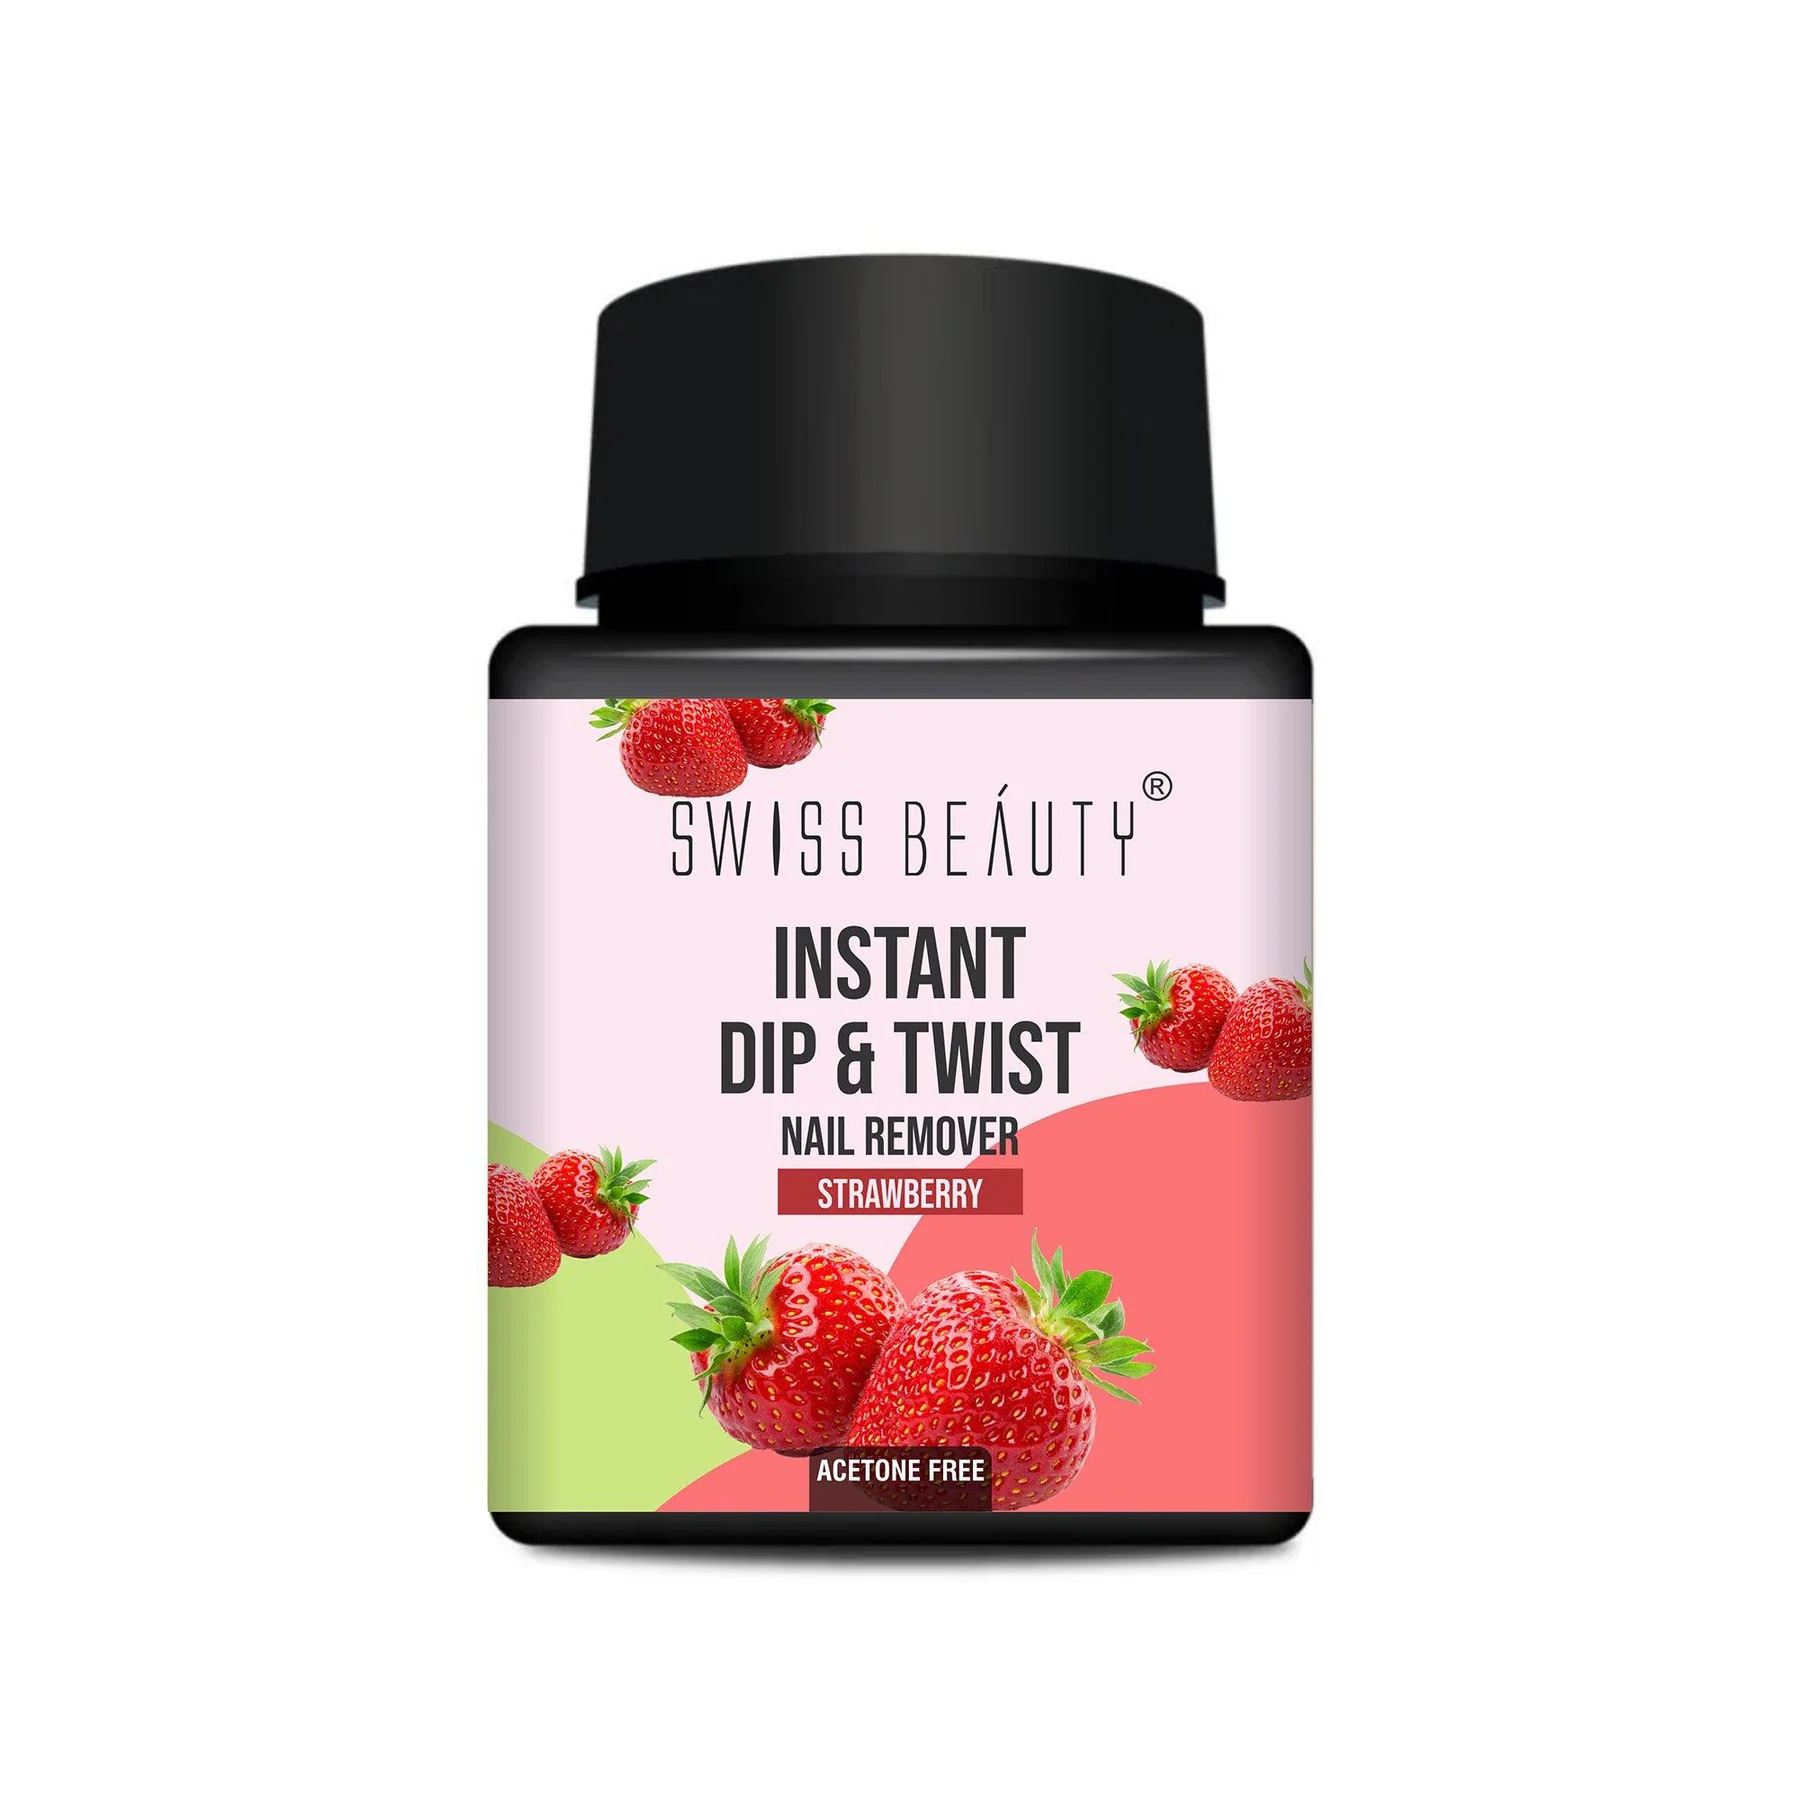 SWISS BEÁUTY®
INSTANT
DIP & TWIST
NAIL REMOVER
STRAWBERRY
ACETONE FREE